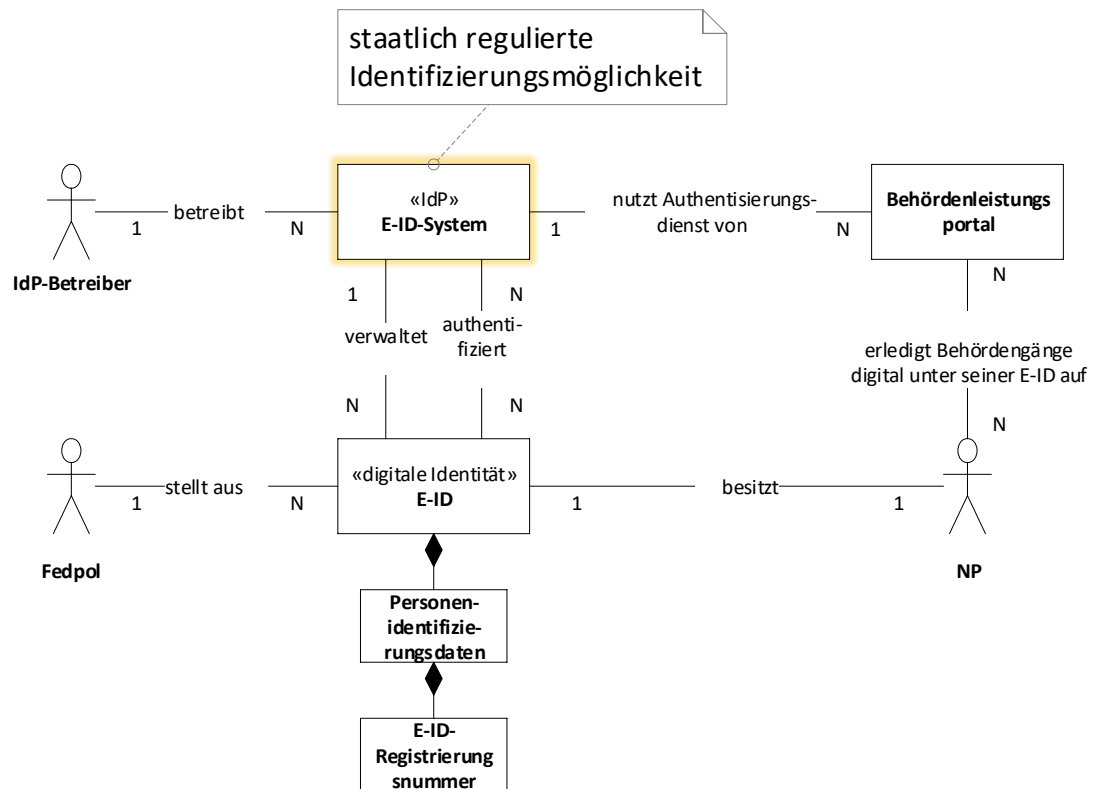 staatlich regulierte
Identifizierungsmöglichkeit
«IdP»
E-ID-System
Behördenleistungs
portal
betreibt
1
N
nutzt Authentisierungs-
dienst von
1
N
IdP-Betreiber
1
N
verwaltet
authenti-
fiziert
N
N
N
erledigt Behördengänge
digital unter seiner E-ID auf
N
«digitale Identität»
E-ID
stellt aus
1
N
besitzt
1
1
Fedpol
NP
Personen-
identifizie-
rungsdaten
E-ID-
Registrierung
snummer